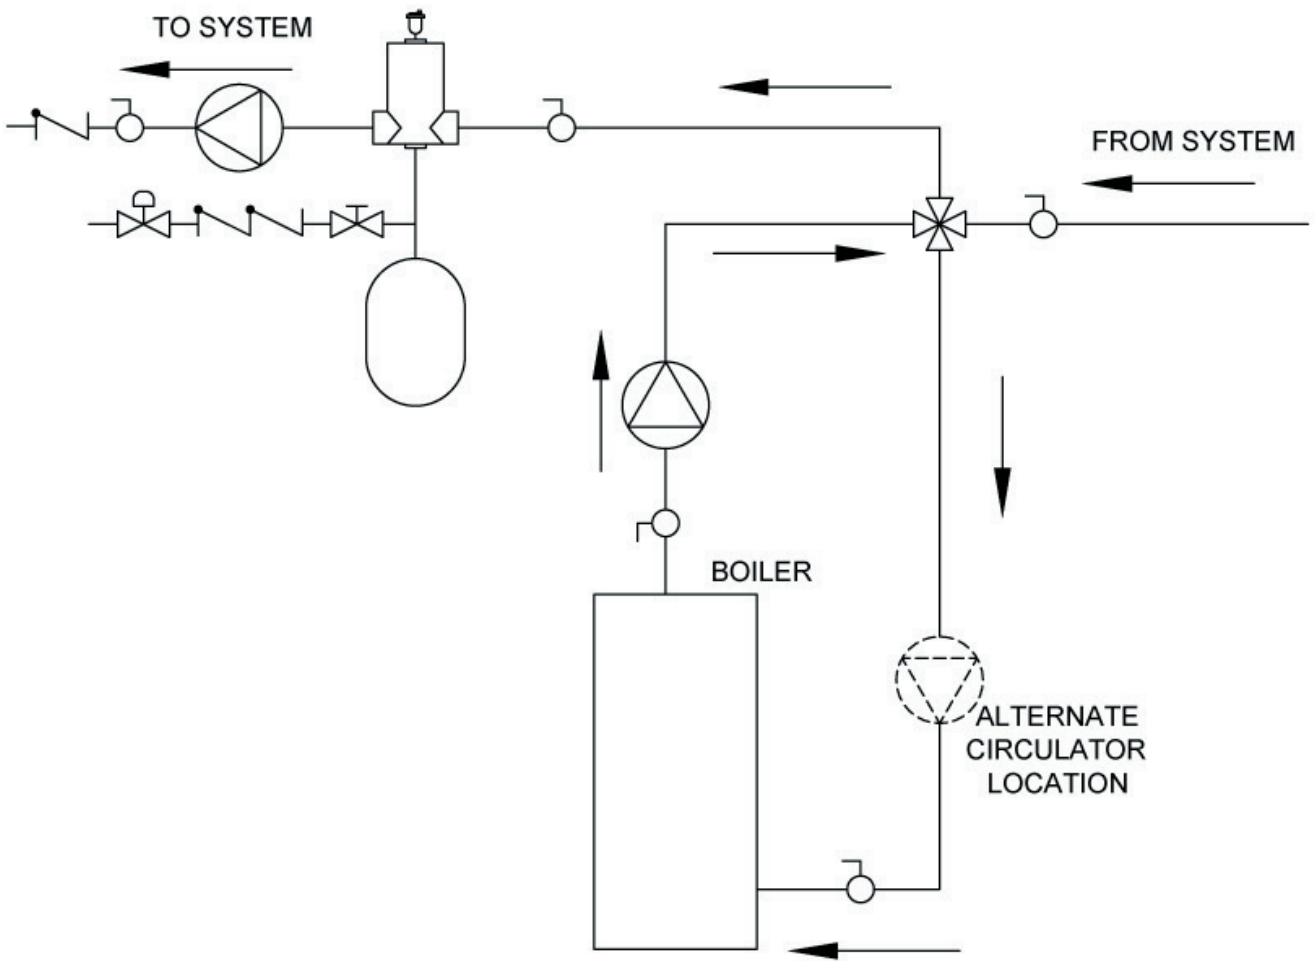 TO SYSTEM
FROM SYSTEM
BOILER
ALTERNATE
CIRCULATOR
LOCATION